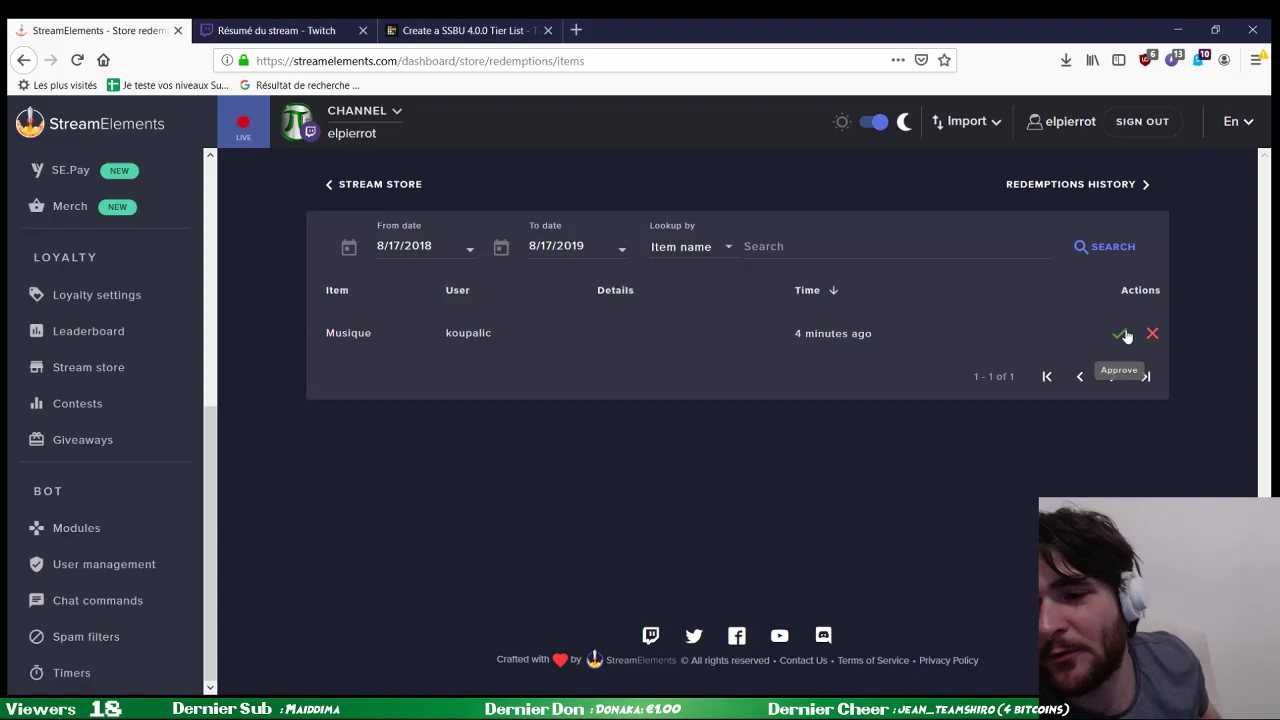 StreamElements - Store redem
Résumé du stream - Twitch
Create a SSBU 4.0.0 Tier List - T
https://streamelements.com/dashboard/store/redemptions/items
6
13
10
Les plus visités
Je teste vos niveaux Su...
Résultat de recherche ...
StreamElements
LIVE
CHANNEL
elpierrot
Import
elpierrot
SIGN OUT
En
SE.Pay NEW
Merch NEW
LOYALTY
Loyalty settings
Leaderboard
Stream store
Contests
Giveaways
BOT
Modules
User management
Chat commands
Spam filters
Timers
STREAM STORE
REDEMPTIONS HISTORY
From date
To date
Lookup by
8/17/2018
8/17/2019
Item name
Search
SEARCH
Item User Details Time Actions
Musique koupalic 4 minutes ago
Approve
1 - 1 of 1
Crafted with by StreamElements © All rights reserved • Contact Us • Terms of Service • Privacy Policy
Viewers 18 Dernier Sub : Maiddima Dernier Don : Donaka: €1.00 Dernier Cheer : jean_teamshiro (4 bitcoins)